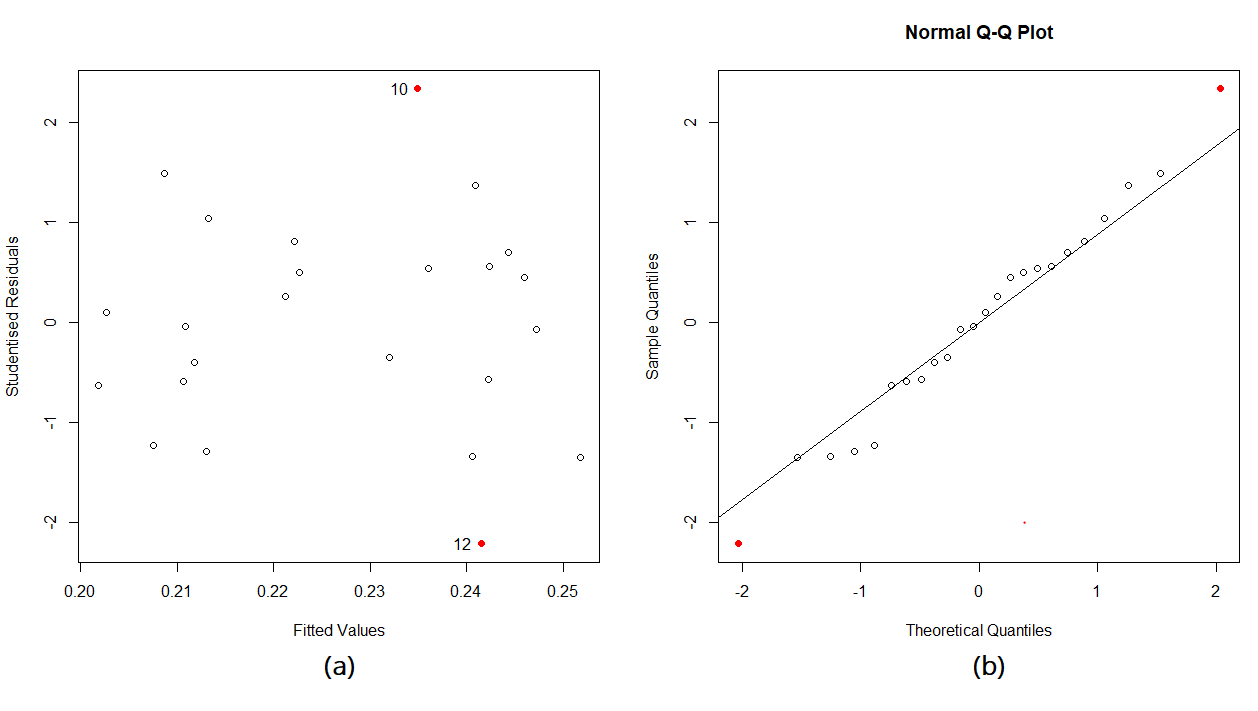 Normal Q-Q Plot
10
12
2
1
0
-1
-2
Studentised Residuals
0.20 0.21 0.22 0.23 0.24 0.25
Fitted Values
(a)
2
1
0
-1
-2
Sample Quantiles
-2 -1 0 1 2
Theoretical Quantiles
(b)